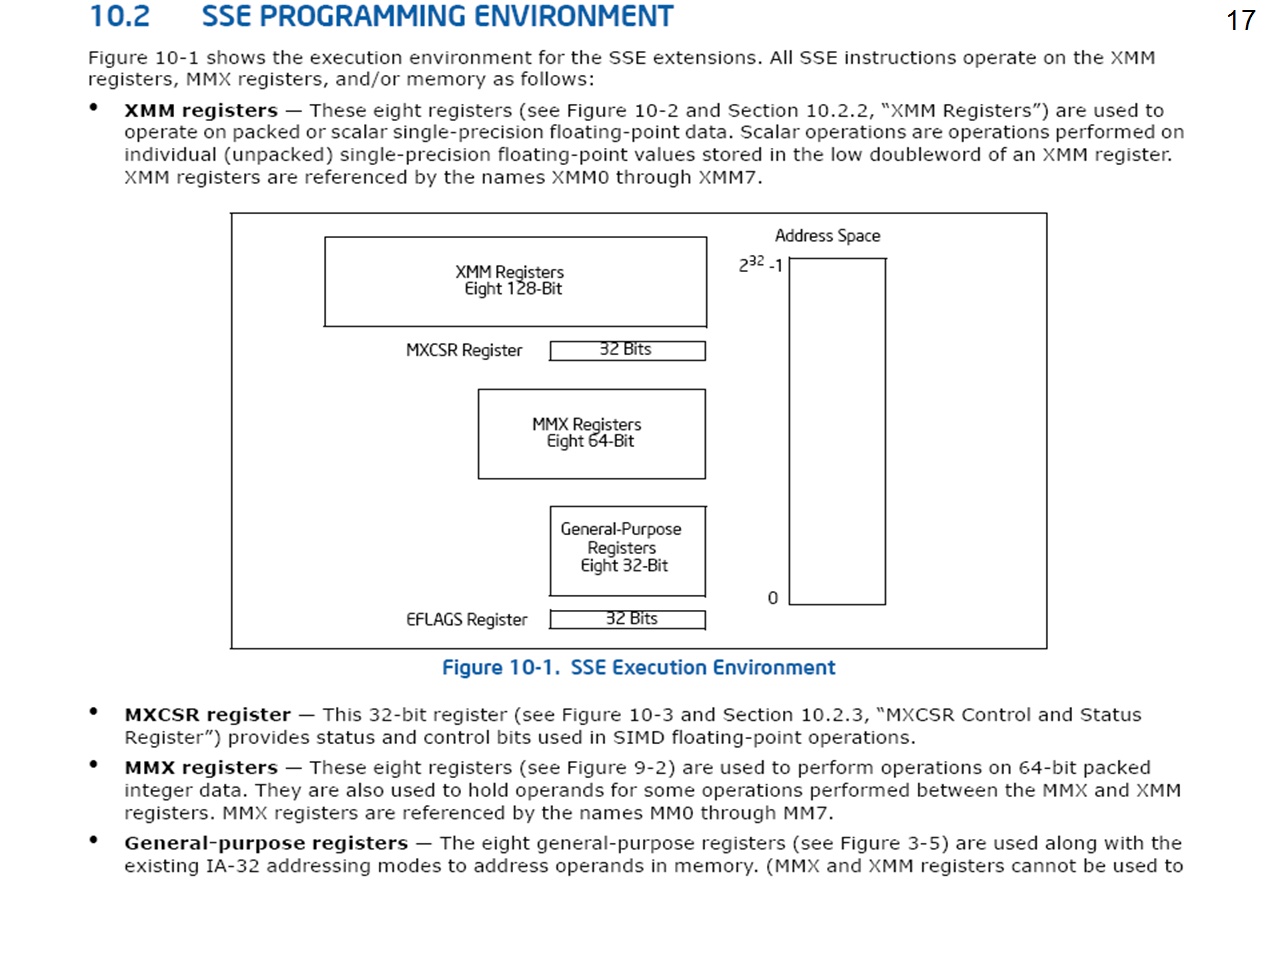 10.2 SSE PROGRAMMING ENVIRONMENT
17
Figure 10-1 shows the execution environment for the SSE extensions. All SSE instructions operate on the XMM
registers, MMX registers, and/or memory as follows:
• XMM registers — These eight registers (see Figure 10-2 and Section 10.2.2, “XMM Registers”) are used to
operate on packed or scalar single-precision floating-point data. Scalar operations are operations performed on
individual (unpacked) single-precision floating-point values stored in the low doubleword of an XMM register.
XMM registers are referenced by the names XMM0 through XMM7.
Address Space
2³² -1
XMM Registers
Eight 128-Bit
MXCSR Register 32 Bits
MMX Registers
Eight 64-Bit
General-Purpose
Registers
Eight 32-Bit
0
EFLAGS Register 32 Bits
Figure 10-1. SSE Execution Environment
• MXCSR register — This 32-bit register (see Figure 10-3 and Section 10.2.3, “MXCSR Control and Status
Register”) provides status and control bits used in SIMD floating-point operations.
• MMX registers — These eight registers (see Figure 9-2) are used to perform operations on 64-bit packed
integer data. They are also used to hold operands for some operations performed between the MMX and XMM
registers. MMX registers are referenced by the names MM0 through MM7.
• General-purpose registers — The eight general-purpose registers (see Figure 3-5) are used along with the
existing IA-32 addressing modes to address operands in memory. (MMX and XMM registers cannot be used to